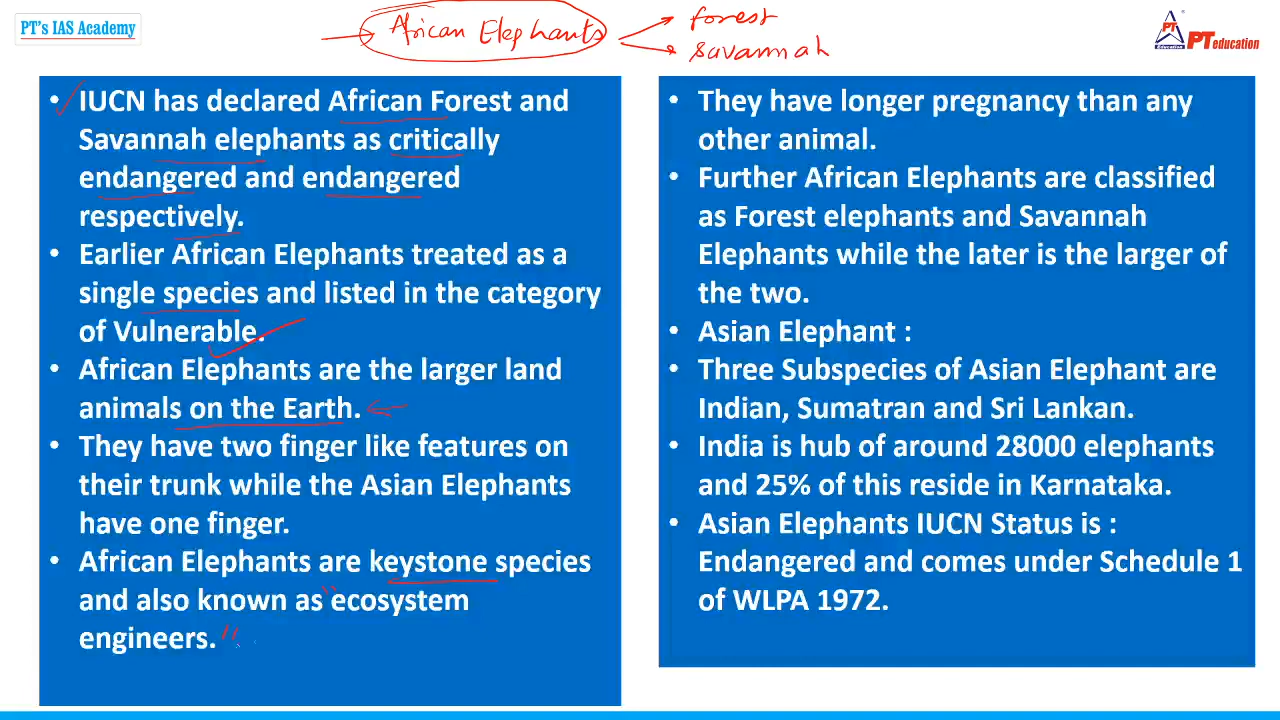 PT's IAS Academy
African Elephants
forest
savannah
PT
Education
PT education
• IUCN has declared African Forest and
Savannah elephants as critically
endangered and endangered
respectively.
• Earlier African Elephants treated as a
single species and listed in the category
of Vulnerable.
• African Elephants are the larger land
animals on the Earth.
• They have two finger like features on
their trunk while the Asian Elephants
have one finger.
• African Elephants are keystone species
and also known as "ecosystem
engineers."
• They have longer pregnancy than any
other animal.
• Further African Elephants are classified
as Forest elephants and Savannah
Elephants while the later is the larger of
the two.
• Asian Elephant :
• Three Subspecies of Asian Elephant are
Indian, Sumatran and Sri Lankan.
• India is hub of around 28000 elephants
and 25% of this reside in Karnataka.
• Asian Elephants IUCN Status is :
Endangered and comes under Schedule 1
of WLPA 1972.